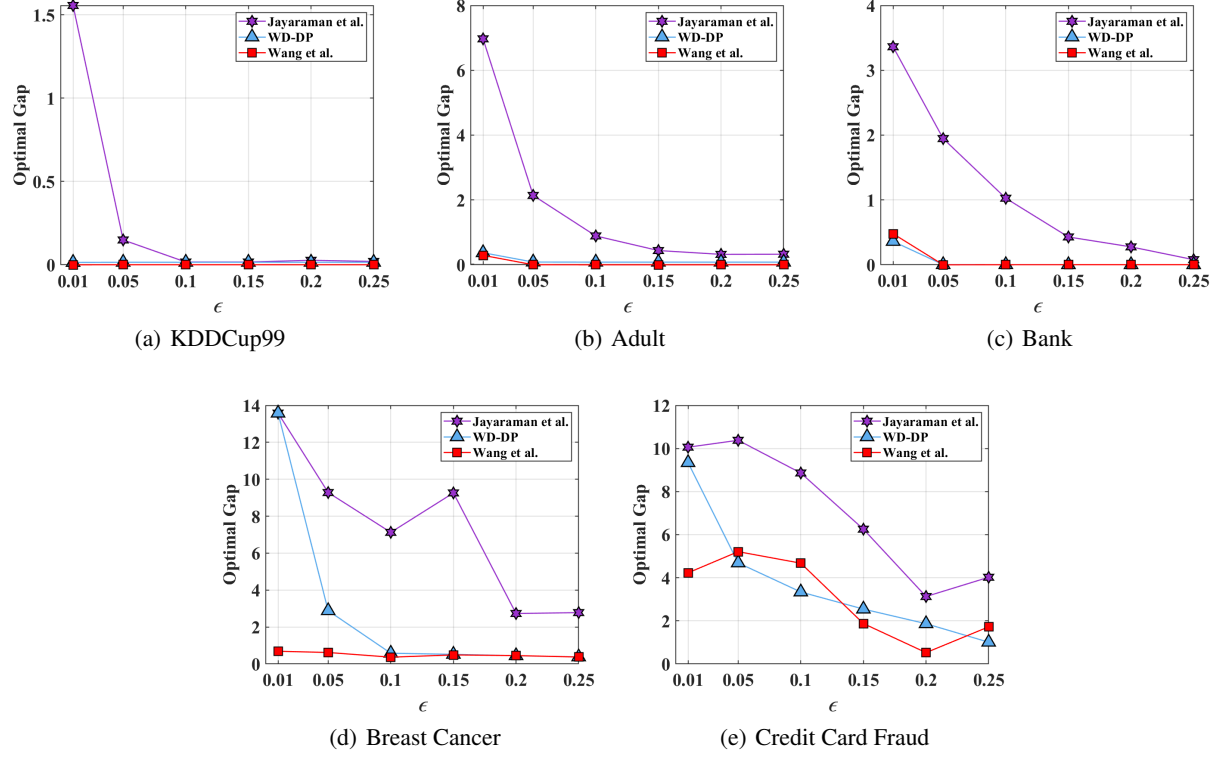 1.5
1
0.5
0
Optimal Gap
Jayaraman et al.
WD-DP
Wang et al.
0.01 0.05 0.1 0.15 0.2 0.25
ϵ
(a) KDDCup99
8
6
4
2
0
Optimal Gap
Jayaraman et al.
WD-DP
Wang et al.
0.01 0.05 0.1 0.15 0.2 0.25
ϵ
(b) Adult
4
3
2
1
0
Optimal Gap
Jayaraman et al.
WD-DP
Wang et al.
0.01 0.05 0.1 0.15 0.2 0.25
ϵ
(c) Bank
14
12
10
8
6
4
2
0
Optimal Gap
Jayaraman et al.
WD-DP
Wang et al.
0.01 0.05 0.1 0.15 0.2 0.25
ϵ
(d) Breast Cancer
12
10
8
6
4
2
0
Optimal Gap
Jayaraman et al.
WD-DP
Wang et al.
0.01 0.05 0.1 0.15 0.2 0.25
ϵ
(e) Credit Card Fraud